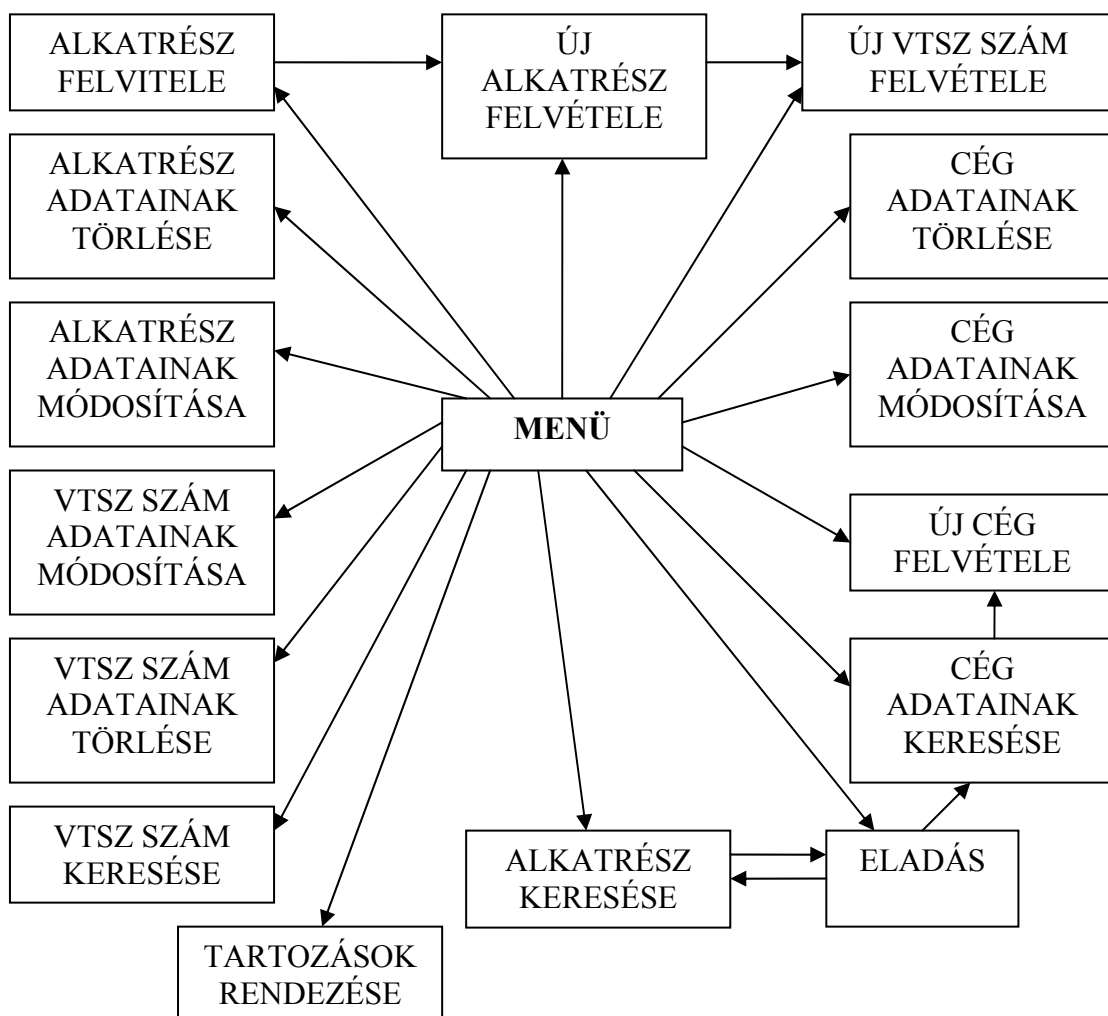 ALKATRÉSZ
FELVITELE
ÚJ
ALKATRÉSZ
FELVÉTELE
ÚJ VTSZ SZÁM
FELVÉTELE
ALKATRÉSZ
ADATAINAK
TÖRLÉSE
CÉG
ADATAINAK
TÖRLÉSE
ALKATRÉSZ
ADATAINAK
MÓDOSÍTÁSA
CÉG
ADATAINAK
MÓDOSÍTÁSA
MENÜ
VTSZ SZÁM
ADATAINAK
MÓDOSÍTÁSA
ÚJ CÉG
FELVÉTELE
VTSZ SZÁM
ADATAINAK
TÖRLÉSE
CÉG
ADATAINAK
KERESÉSE
VTSZ SZÁM
KERESÉSE
ALKATRÉSZ
KERESÉSE
ELADÁS
TARTOZÁSOK
RENDEZÉSE